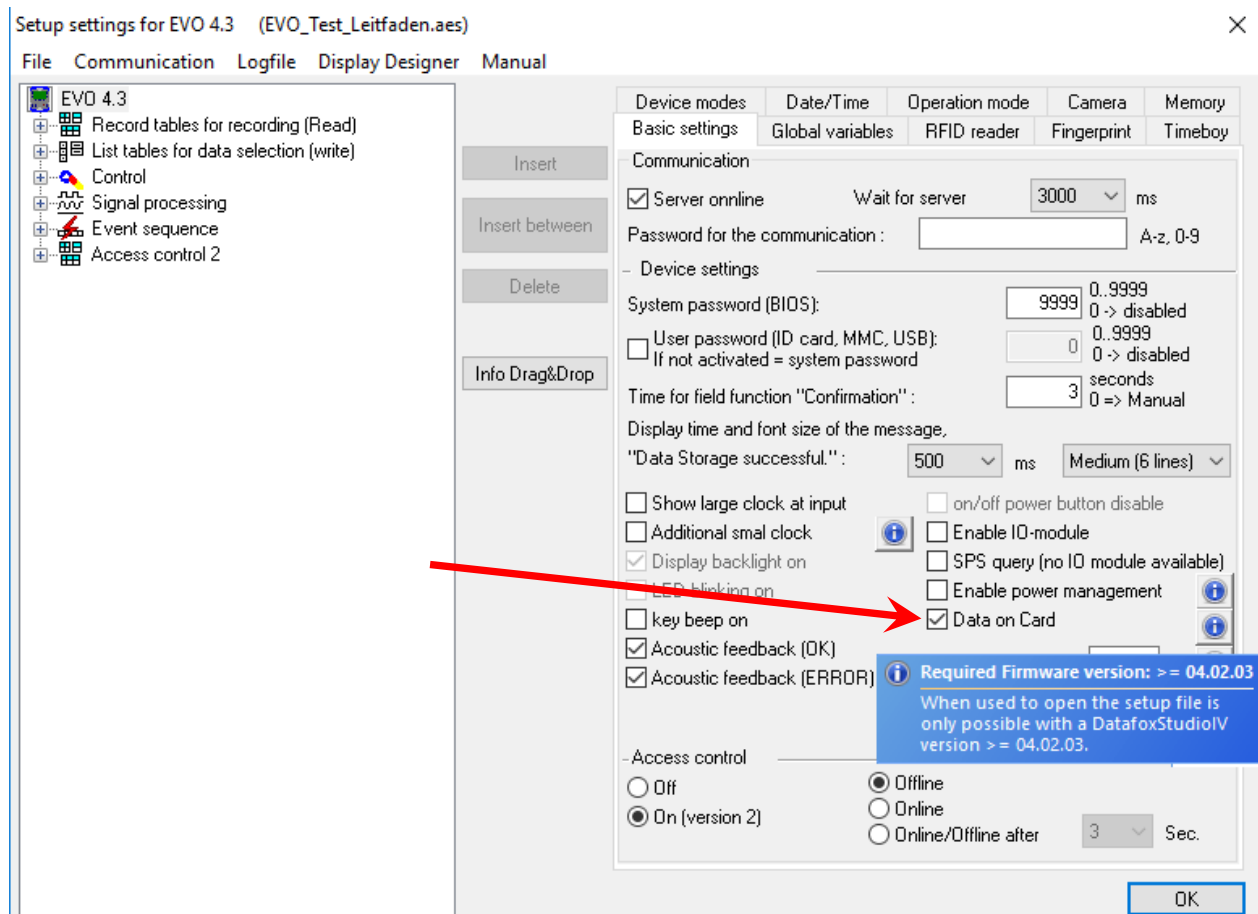 Setup settings for EVO 4.3 (EVO_Test_Leitfaden.aes)
File Communication Logfile Display Designer Manual
EVO 4.3
Record tables for recording (Read)
List tables for data selection (write)
Control
Signal processing
Event sequence
Access control 2
Insert
Insert between
Delete
Info Drag&Drop
Device modes Date/Time Operation mode Camera Memory
Basic settings Global variables RFID reader Fingerprint Timeboy
Communication
Server onnline Wait for server 3000 ms
Password for the communication : A-z, 0-9
Device settings
System password (BIOS): 9999 0..9999
0 -> disabled
User password (ID card, MMC, USB): 0 0..9999
If not activated = system password 0 -> disabled
Time for field function "Confirmation" : 3 seconds
0 => Manual
Display time and font size of the message,
"Data Storage successful." : 500 ms Medium (6 lines)
Show large clock at input on/off power button disable
Additional smal clock Enable IO-module
Display backlight on SPS query (no IO module available)
LED-blinking on Enable power management
key beep on Data on Card
Acoustic feedback (OK)
Acoustic feedback (ERROR)
Required Firmware version: >= 04.02.03
When used to open the setup file is
only possible with a DatafoxStudioIV
version >= 04.02.03.
Access control
Off Offline
On (version 2) Online
Online/Offline after 3 Sec.
OK